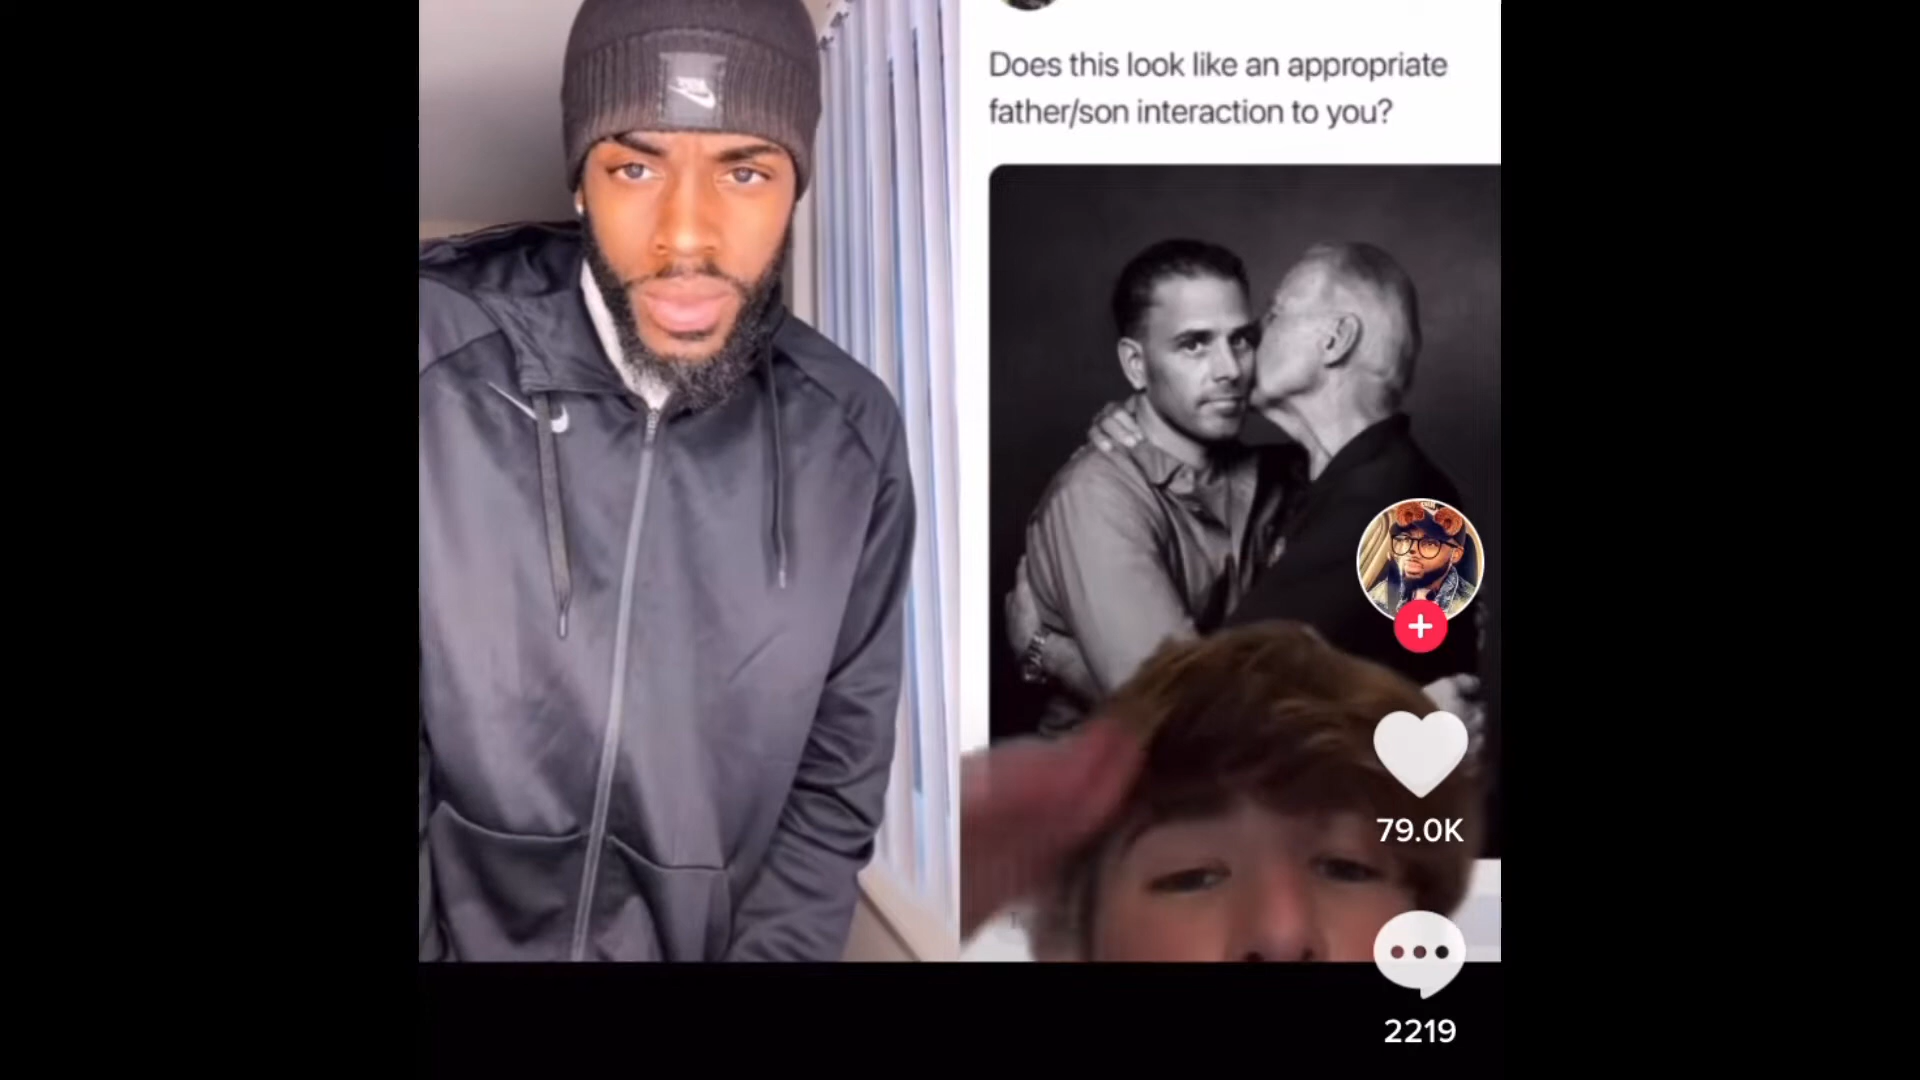 Does this look like an appropriate
father/son interaction to you?
79.0K
2219